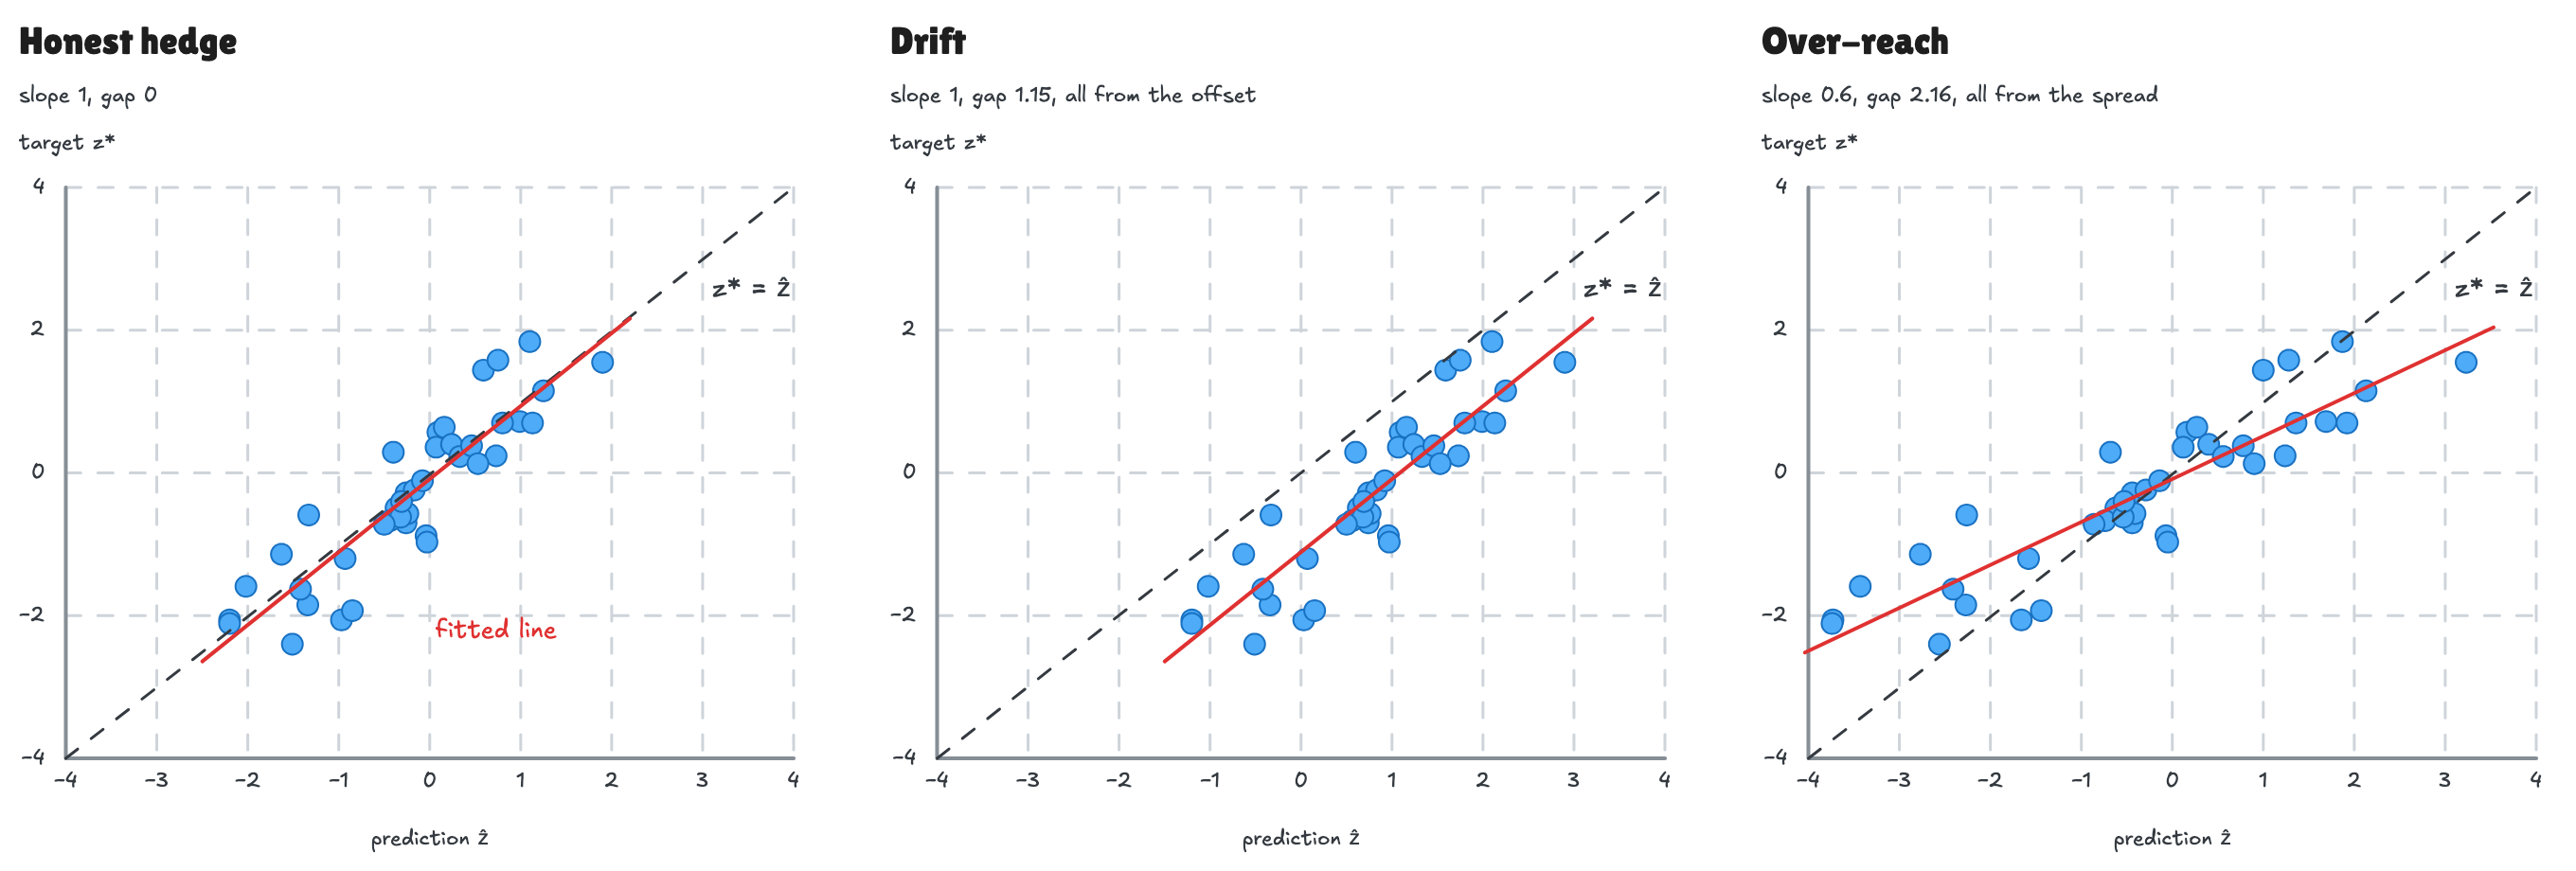 Honest hedge
slope 1, gap 0
target z*
4
2
0
-2
-4
-4 -3 -2 -1 0 1 2 3 4
z* = ẑ
fitted line
prediction ẑ
Drift
slope 1, gap 1.15, all from the offset
target z*
4
2
0
-2
-4
-4 -3 -2 -1 0 1 2 3 4
z* = ẑ
prediction ẑ
Over-reach
slope 0.6, gap 2.16, all from the spread
target z*
4
2
0
-2
-4
-4 -3 -2 -1 0 1 2 3 4
z* = ẑ
prediction ẑ